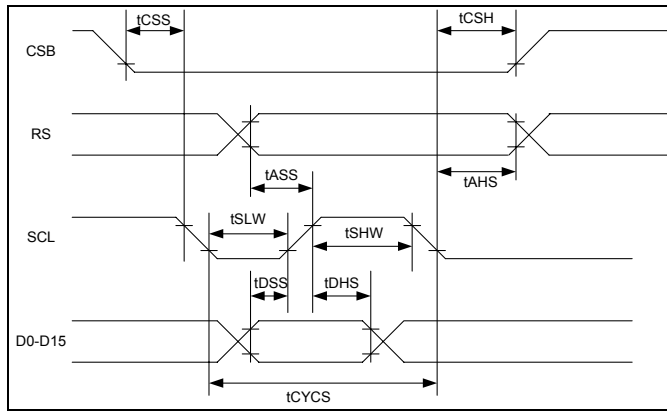 tCSS
tCSH
CSB
RS
tASS
tAHS
tSLW
tSHW
SCL
tDSS
tDHS
D0-D15
tCYCS